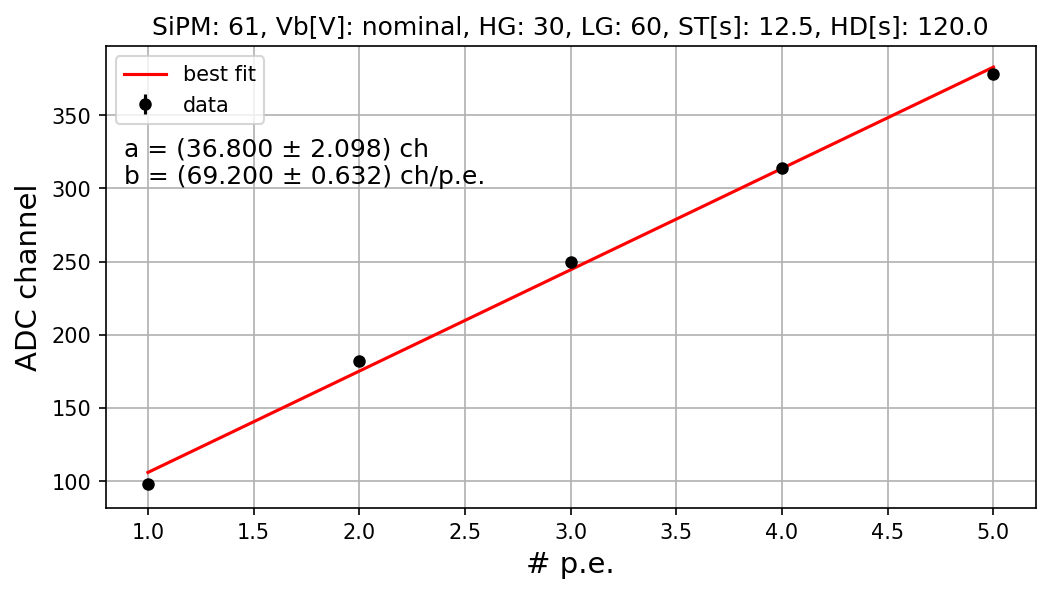 SiPM: 61, Vb[V]: nominal, HG: 30, LG: 60, ST[s]: 12.5, HD[s]: 120.0
best fit
data
a = (36.800 ± 2.098) ch
b = (69.200 ± 0.632) ch/p.e.
ADC channel
350
300
250
200
150
100
1.0 1.5 2.0 2.5 3.0 3.5 4.0 4.5 5.0
# p.e.